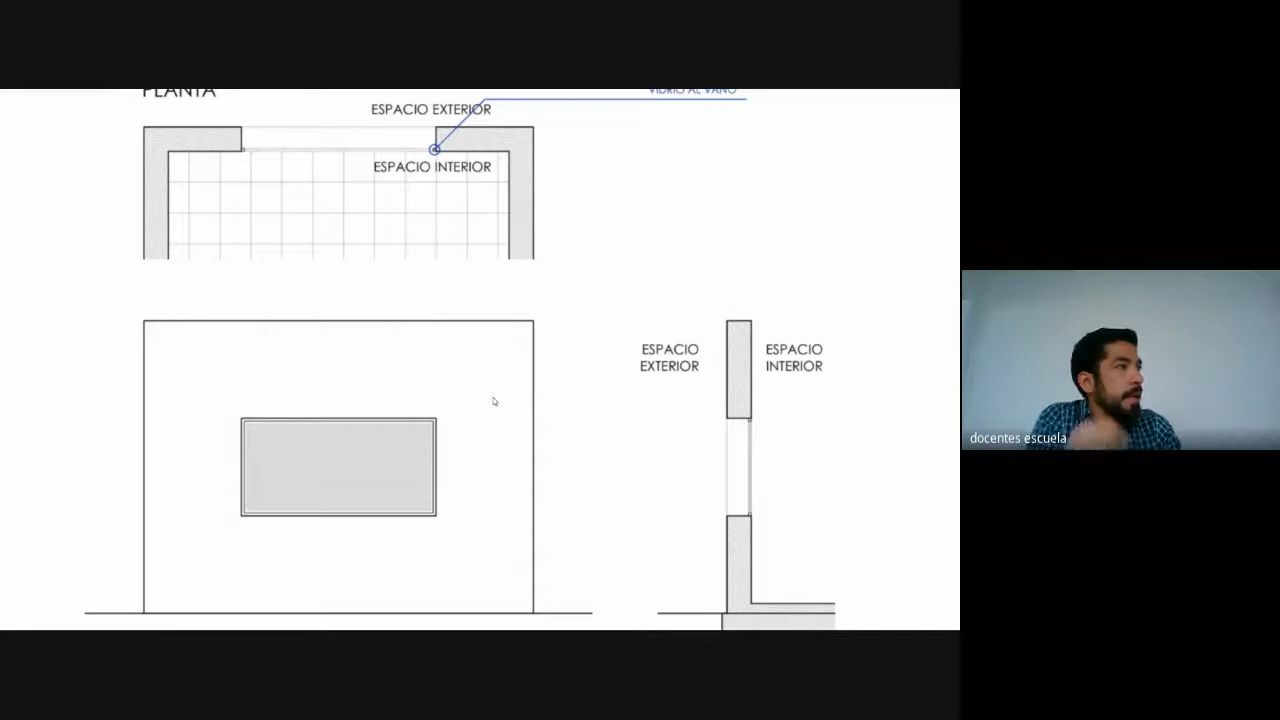 PLANTA
VIDRIO AL VANO
ESPACIO EXTERIOR
ESPACIO INTERIOR
ESPACIO
EXTERIOR
ESPACIO
INTERIOR
docentes escuela